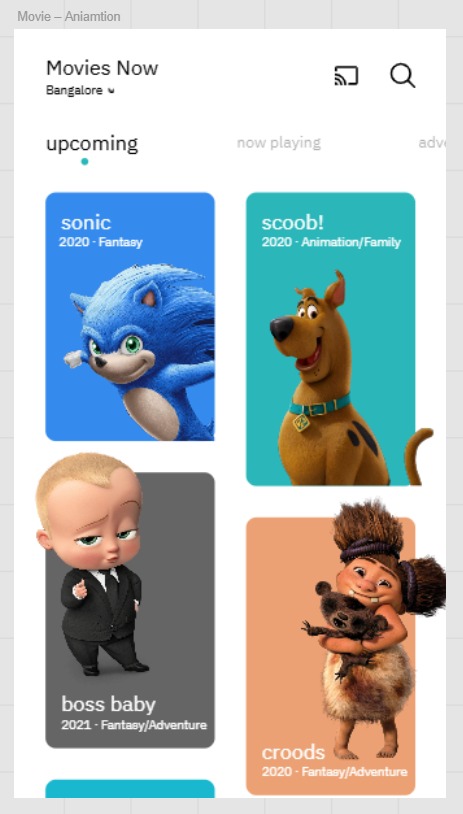 Movie – Aniamtion
Movies Now
Bangalore
upcoming
now playing
adve
sonic
2020 · Fantasy
scoob!
2020 · Animation/Family
boss baby
2021 · Fantasy/Adventure
croods
2020 · Fantasy/Adventure